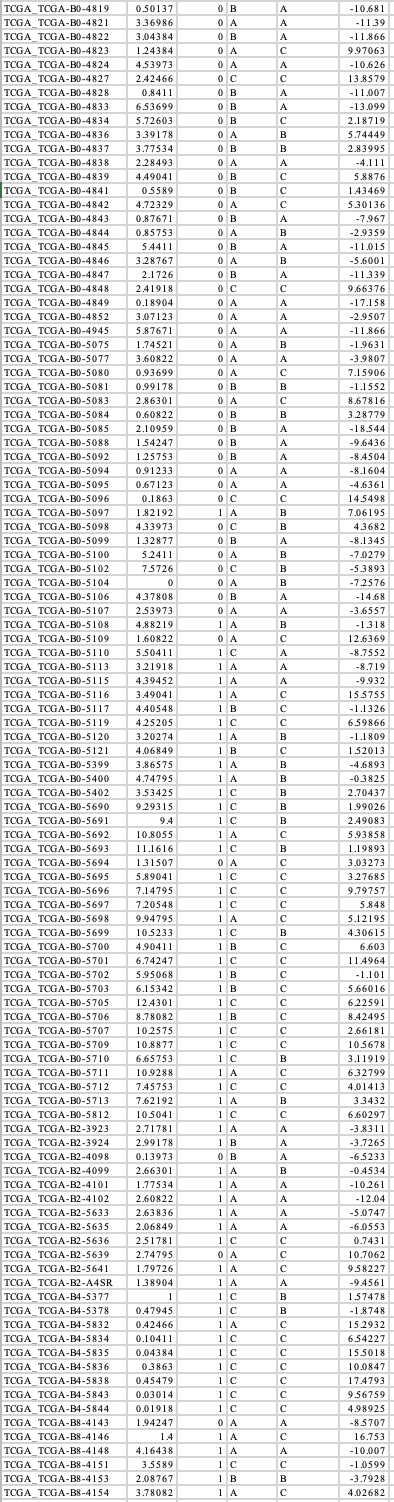 TCGA_TCGA-B0-4819 0.50137 0 B A -10.681
TCGA_TCGA-B0-4821 3.36986 0 A A -11.39
TCGA_TCGA-B0-4822 3.04384 0 B A -11.866
TCGA_TCGA-B0-4823 1.24384 0 A C 9.97063
TCGA_TCGA-B0-4824 4.53973 0 A A -10.626
TCGA_TCGA-B0-4827 2.42466 0 C C 13.8579
TCGA_TCGA-B0-4828 0.8411 0 B A -11.007
TCGA_TCGA-B0-4833 6.53699 0 B A -13.099
TCGA_TCGA-B0-4834 5.72603 0 B C 2.18719
TCGA_TCGA-B0-4836 3.39178 0 A B 5.74449
TCGA_TCGA-B0-4837 3.77534 0 B B 2.83995
TCGA_TCGA-B0-4838 2.28493 0 A A -4.111
TCGA_TCGA-B0-4839 4.49041 0 B C 5.8876
TCGA_TCGA-B0-4841 0.5589 0 B C 1.43469
TCGA_TCGA-B0-4842 4.72329 0 A C 5.30136
TCGA_TCGA-B0-4843 0.87671 0 B A -7.967
TCGA_TCGA-B0-4844 0.85753 0 A B -2.9359
TCGA_TCGA-B0-4845 5.4411 0 B A -11.015
TCGA_TCGA-B0-4846 3.28767 0 A B -5.6001
TCGA_TCGA-B0-4847 2.1726 0 B A -11.339
TCGA_TCGA-B0-4848 2.41918 0 C C 9.66376
TCGA_TCGA-B0-4849 0.18904 0 A A -17.158
TCGA_TCGA-B0-4852 3.07123 0 A A -2.9507
TCGA_TCGA-B0-4945 5.87671 0 A A -11.866
TCGA_TCGA-B0-5075 1.74521 0 A B -1.9631
TCGA_TCGA-B0-5077 3.60822 0 A A -3.9807
TCGA_TCGA-B0-5080 0.93699 0 A C 7.15906
TCGA_TCGA-B0-5081 0.99178 0 B B -1.1552
TCGA_TCGA-B0-5083 2.86301 0 A C 8.67816
TCGA_TCGA-B0-5084 0.60822 0 B B 3.28779
TCGA_TCGA-B0-5085 2.10959 0 B A -18.544
TCGA_TCGA-B0-5088 1.54247 0 B A -9.6436
TCGA_TCGA-B0-5092 1.25753 0 B A -8.4504
TCGA_TCGA-B0-5094 0.91233 0 A A -8.1604
TCGA_TCGA-B0-5095 0.67123 0 A A -4.6361
TCGA_TCGA-B0-5096 0.1863 0 C C 14.5498
TCGA_TCGA-B0-5097 1.82192 1 A B 7.06195
TCGA_TCGA-B0-5098 4.33973 0 C B 4.3682
TCGA_TCGA-B0-5099 1.32877 0 B A -8.1345
TCGA_TCGA-B0-5100 5.2411 0 A B -7.0279
TCGA_TCGA-B0-5102 7.5726 0 C B -5.3893
TCGA_TCGA-B0-5104 0 0 A B -7.2576
TCGA_TCGA-B0-5106 4.37808 0 B A -14.68
TCGA_TCGA-B0-5107 2.53973 0 A A -3.6557
TCGA_TCGA-B0-5108 4.88219 1 A B -1.318
TCGA_TCGA-B0-5109 1.60822 0 A C 12.6369
TCGA_TCGA-B0-5110 5.50411 1 C A -8.7552
TCGA_TCGA-B0-5113 3.21918 1 A A -8.719
TCGA_TCGA-B0-5115 4.39452 1 A A -9.932
TCGA_TCGA-B0-5116 3.49041 1 A C 15.5755
TCGA_TCGA-B0-5117 4.40548 1 B C -1.1326
TCGA_TCGA-B0-5119 4.25205 1 C C 6.59866
TCGA_TCGA-B0-5120 3.20274 1 A B -1.1809
TCGA_TCGA-B0-5121 4.06849 1 B C 1.52013
TCGA_TCGA-B0-5399 3.86575 1 A B -4.6893
TCGA_TCGA-B0-5400 4.74795 1 A B -0.3825
TCGA_TCGA-B0-5402 3.53425 1 C B 2.70437
TCGA_TCGA-B0-5690 9.29315 1 C B 1.99026
TCGA_TCGA-B0-5691 9.4 1 C B 2.49083
TCGA_TCGA-B0-5692 10.8055 1 A C 5.93858
TCGA_TCGA-B0-5693 11.1616 1 C B 1.19893
TCGA_TCGA-B0-5694 1.31507 0 A C 3.03273
TCGA_TCGA-B0-5695 5.89041 1 C C 3.27685
TCGA_TCGA-B0-5696 7.14795 1 C C 9.79757
TCGA_TCGA-B0-5697 7.20548 1 C C 5.848
TCGA_TCGA-B0-5698 9.94795 1 A C 5.12195
TCGA_TCGA-B0-5699 10.5233 1 C B 4.30615
TCGA_TCGA-B0-5700 4.90411 1 B C 6.603
TCGA_TCGA-B0-5701 6.74247 1 C C 11.4964
TCGA_TCGA-B0-5702 5.95068 1 B C -1.101
TCGA_TCGA-B0-5703 6.15342 1 B C 5.66016
TCGA_TCGA-B0-5705 12.4301 1 C C 6.22591
TCGA_TCGA-B0-5706 8.78082 1 B C 8.42495
TCGA_TCGA-B0-5707 10.2575 1 C C 2.66181
TCGA_TCGA-B0-5709 10.8877 1 C C 10.5678
TCGA_TCGA-B0-5710 6.65753 1 C B 3.11919
TCGA_TCGA-B0-5711 10.9288 1 A C 6.32799
TCGA_TCGA-B0-5712 7.45753 1 C C 4.01413
TCGA_TCGA-B0-5713 7.62192 1 A B 3.3432
TCGA_TCGA-B0-5812 10.5041 1 C C 6.60297
TCGA_TCGA-B2-3923 2.71781 1 A A -3.8311
TCGA_TCGA-B2-3924 2.99178 1 B A -3.7265
TCGA_TCGA-B2-4098 0.13973 0 B A -6.5233
TCGA_TCGA-B2-4099 2.66301 1 A B -0.4534
TCGA_TCGA-B2-4101 1.77534 1 A A -10.261
TCGA_TCGA-B2-4102 2.60822 1 A A -12.04
TCGA_TCGA-B2-5633 2.63836 1 A A -5.0747
TCGA_TCGA-B2-5635 2.06849 1 A A -6.0553
TCGA_TCGA-B2-5636 2.51781 1 C C 0.7431
TCGA_TCGA-B2-5639 2.74795 0 A C 10.7062
TCGA_TCGA-B2-5641 1.79726 1 A C 9.58227
TCGA_TCGA-B2-A4SR 1.38904 1 A A -9.4561
TCGA_TCGA-B4-5377 1 1 C B 1.57478
TCGA_TCGA-B4-5378 0.47945 1 C B -1.8748
TCGA_TCGA-B4-5832 0.42466 1 A C 15.2932
TCGA_TCGA-B4-5834 0.10411 1 C C 6.54227
TCGA_TCGA-B4-5835 0.04384 1 C C 15.5018
TCGA_TCGA-B4-5836 0.3863 1 C C 10.0847
TCGA_TCGA-B4-5838 0.45479 1 C C 17.4793
TCGA_TCGA-B4-5843 0.03014 1 C C 9.56759
TCGA_TCGA-B4-5844 0.01918 1 C C 4.98925
TCGA_TCGA-B8-4143 1.94247 0 A A -8.5707
TCGA_TCGA-B8-4146 1.4 1 A C 16.753
TCGA_TCGA-B8-4148 4.16438 1 A A -10.007
TCGA_TCGA-B8-4151 3.5589 1 C C -1.0599
TCGA_TCGA-B8-4153 2.08767 1 B B -3.7928
TCGA_TCGA-B8-4154 3.78082 1 A C 4.02682